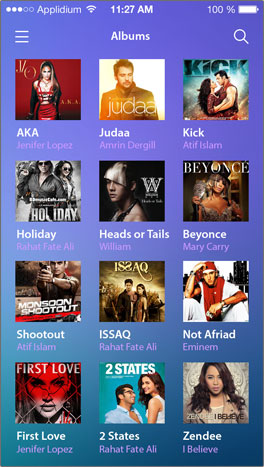 Applidium 11:27 AM 100%
Albums
A.K.A.
judaa
KICK
AKA
Jenifer Lopez
Judaa
Amrin Dergill
Kick
Atif Islam
HOLIDAY
W
Heads or Tails
BEYONCE
Holiday
Rahat Fate Ali
Heads or Tails
William
Beyonce
Mary Carry
MONSOON
SHOOTOUT
ISSAQ
Shootout
Atif Islam
ISSAQ
Rahat Fate Ali
Not Afriad
Eminem
FIRST LOVE
2 STATES
ZENDEE I BELIEVE
First Love
Jenifer Lopez
2 States
Rahat Fate Ali
Zendee
I Believe